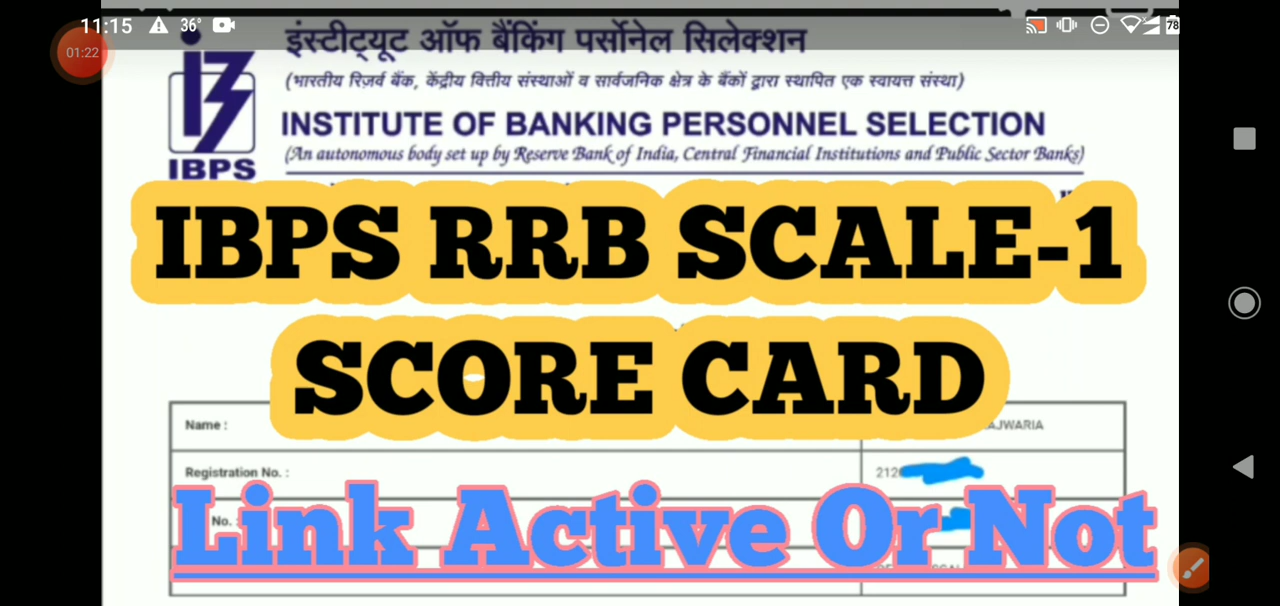 11:15 36° 78
01:22
इंस्टीट्यूट ऑफ बैंकिंग पर्सोनेल सिलेक्शन
(भारतीय रिज़र्व बैंक, केंद्रीय वित्तीय संस्थाओं व सार्वजनिक क्षेत्र के बैंकों द्वारा स्थापित एक स्वायत्त संस्था)
INSTITUTE OF BANKING PERSONNEL SELECTION
(An autonomous body set up by Reserve Bank of India, Central Financial Institutions and Public Sector Banks)
IBPS
IBPS RRB SCALE-1
SCORE CARD
Name : AJWARIA
Registration No. : 212
No. :
Link Active Or Not